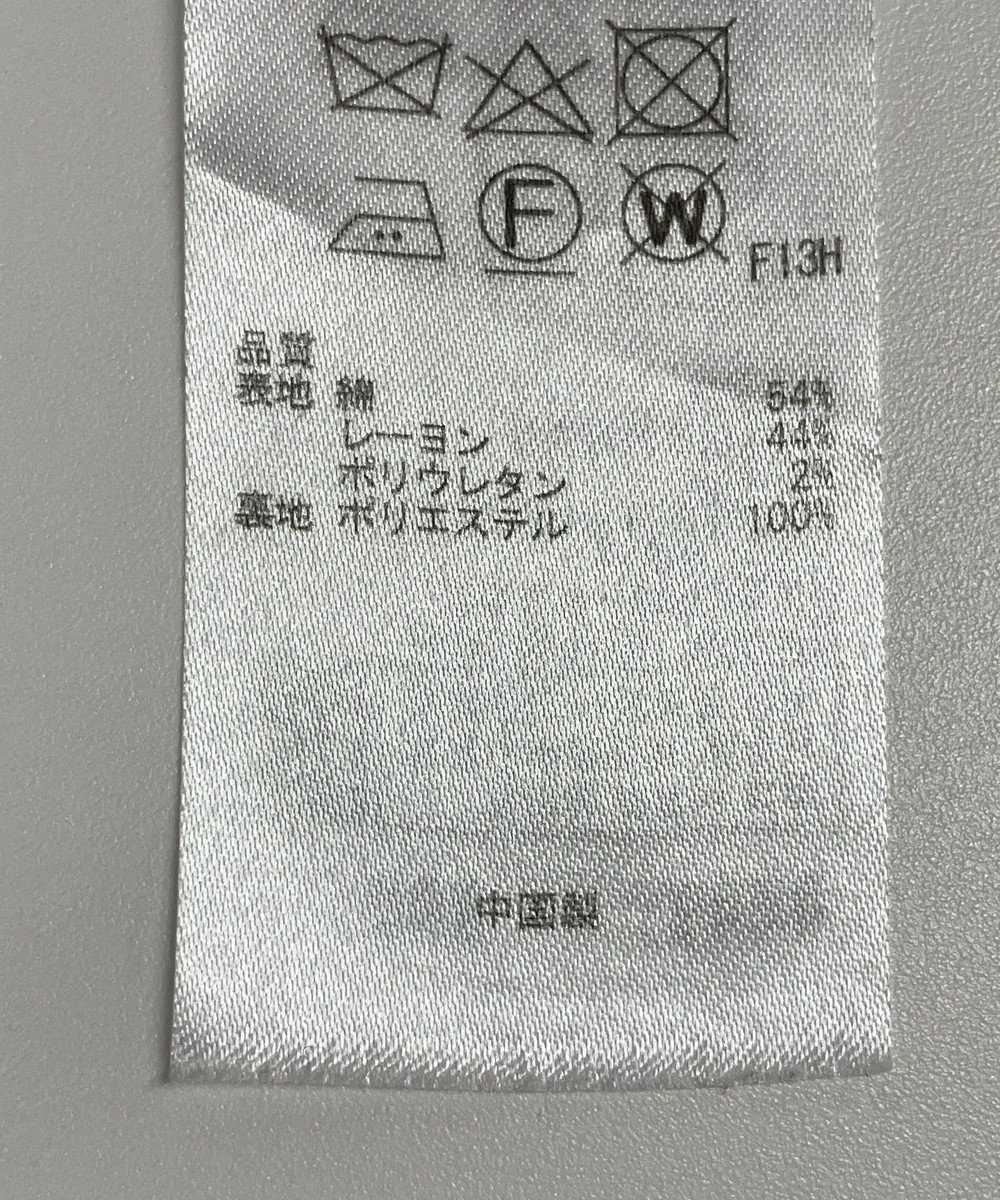 F W F13H
品質
表地 綿 54%
レーヨン 44%
ポリウレタン 2%
裏地 ポリエステル 100%
中国製